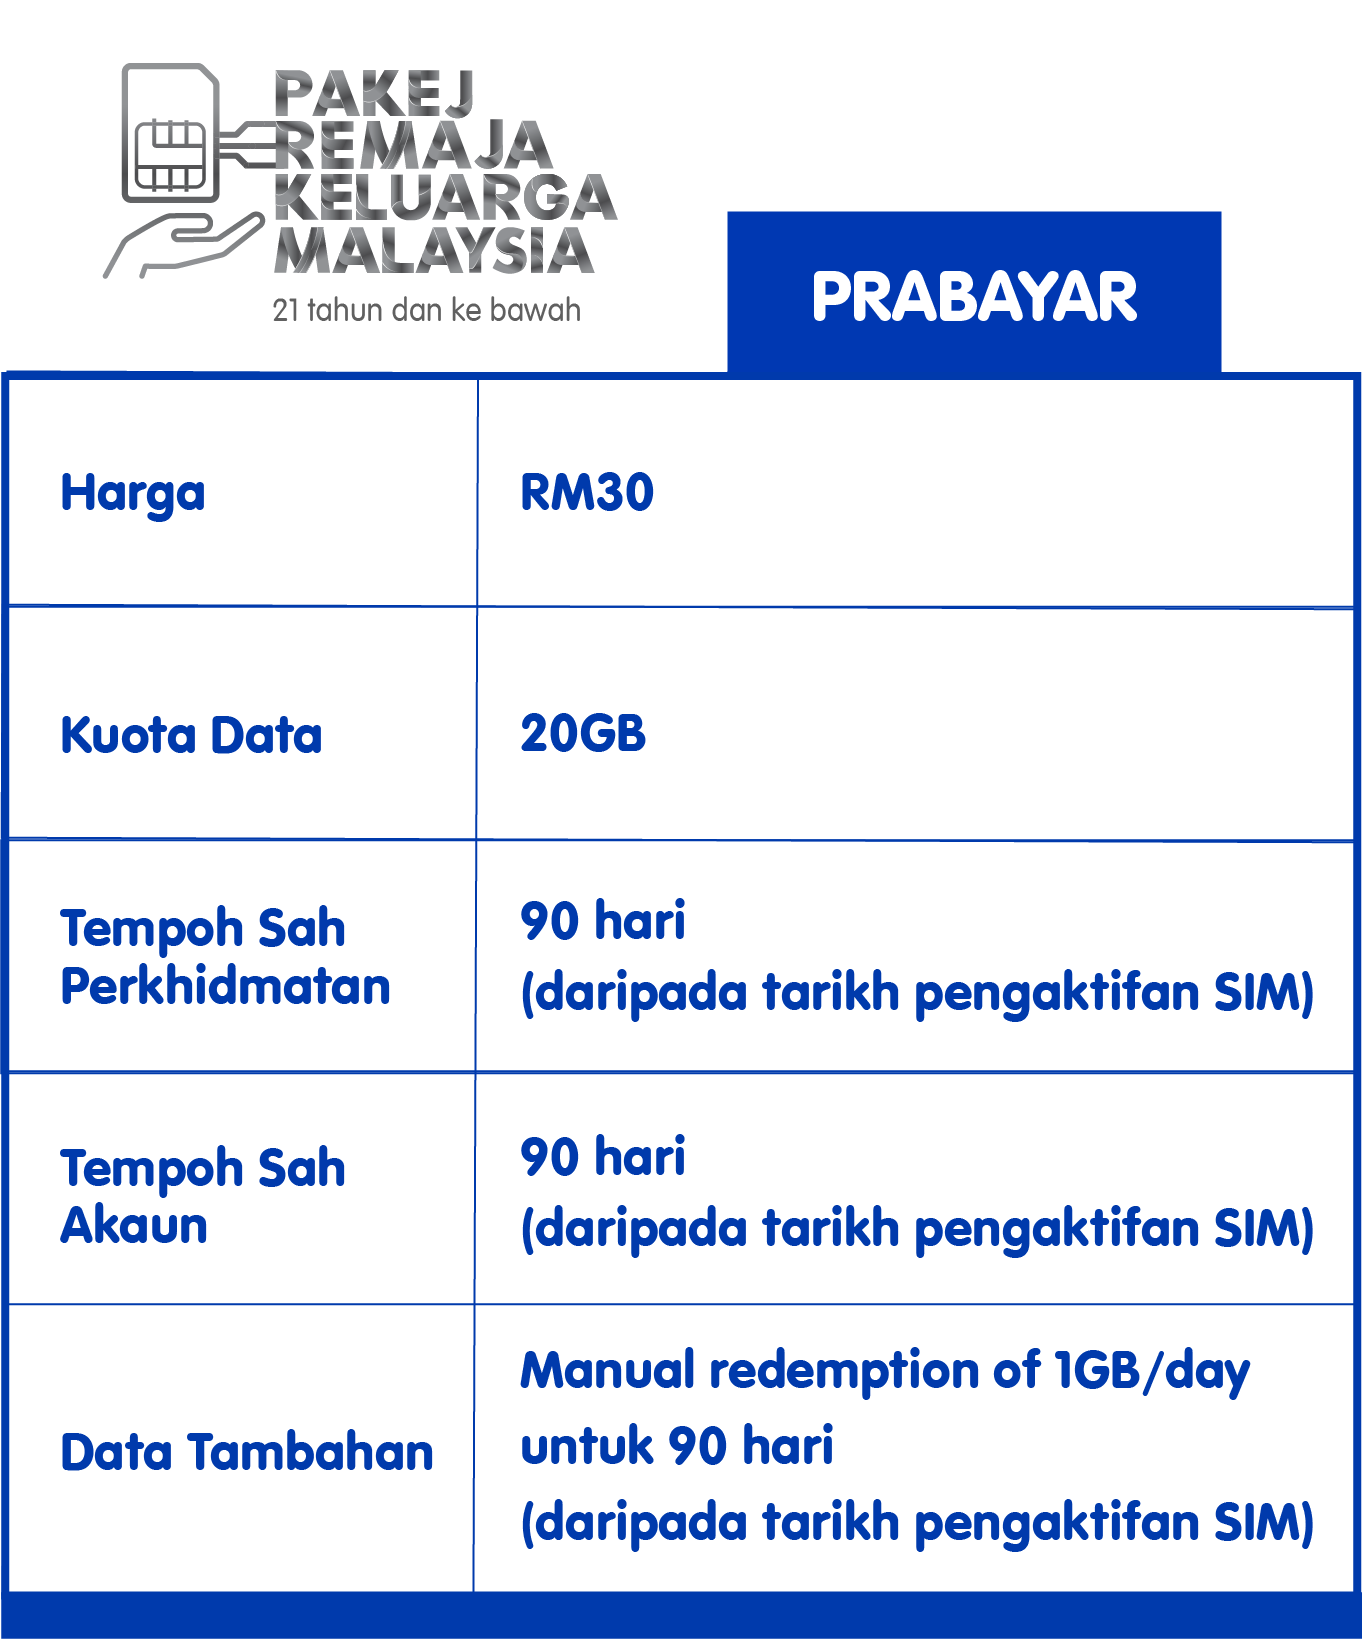 PAKEJ
REMAJA
KELUARGA
MALAYSIA
21 tahun dan ke bawah
PRABAYAR
Harga
RM30
Kuota Data
20GB
Tempoh Sah
Perkhidmatan
90 hari
(daripada tarikh pengaktifan SIM)
Tempoh Sah
Akaun
90 hari
(daripada tarikh pengaktifan SIM)
Data Tambahan
Manual redemption of 1GB/day
untuk 90 hari
(daripada tarikh pengaktifan SIM)